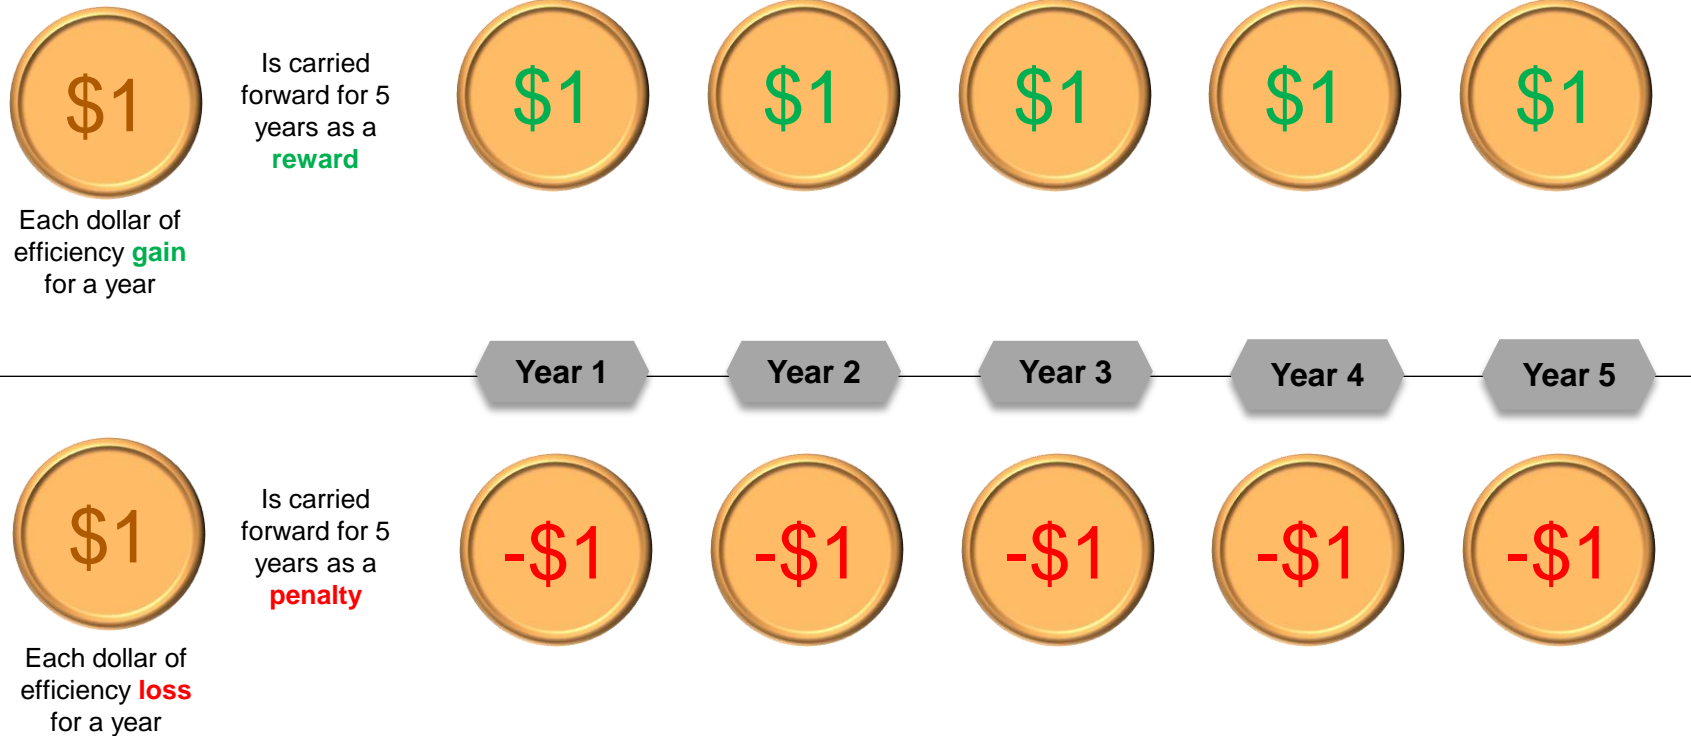 $1
Each dollar of
efficiency gain
for a year
Is carried
forward for 5
years as a
reward
$1
$1
$1
$1
$1
Year 1
Year 2
Year 3
Year 4
Year 5
$1
Each dollar of
efficiency loss
for a year
Is carried
forward for 5
years as a
penalty
-$1
-$1
-$1
-$1
-$1